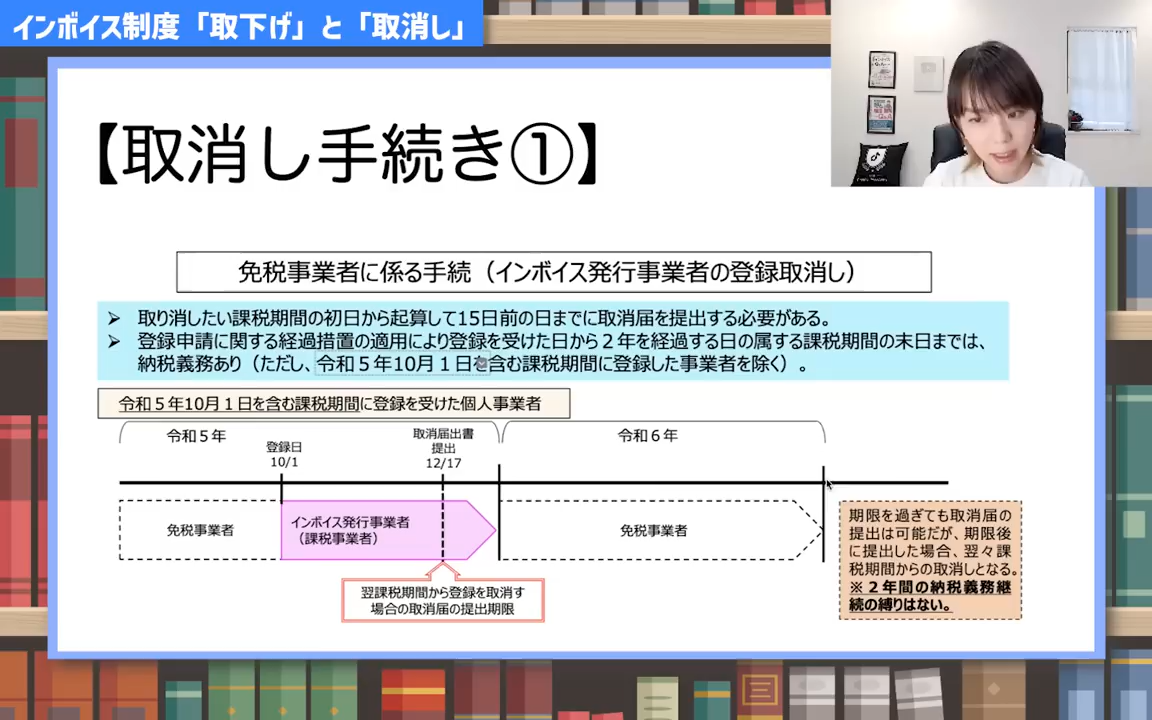 インボイス制度「取下げ」と「取消し」
【取消し手続き①】
免税事業者に係る手続（インボイス発行事業者の登録取消し）
➢ 取り消したい課税期間の初日から起算して15日前の日までに取消届を提出する必要がある。
➢ 登録申請に関する経過措置の適用により登録を受けた日から２年を経過する日の属する課税期間の末日までは、
納税義務あり（ただし、令和５年10月１日を含む課税期間に登録した事業者を除く）。
令和５年10月１日を含む課税期間に登録を受けた個人事業者
令和５年
登録日
10/1
取消届出書
提出
12/17
令和６年
免税事業者
インボイス発行事業者
（課税事業者）
免税事業者
翌課税期間から登録を取消す
場合の取消届の提出期限
期限を過ぎても取消届の
提出は可能だが、期限後
に提出した場合、翌々課
税期間からの取消しとなる。
※２年間の納税義務継
続の縛りはない。